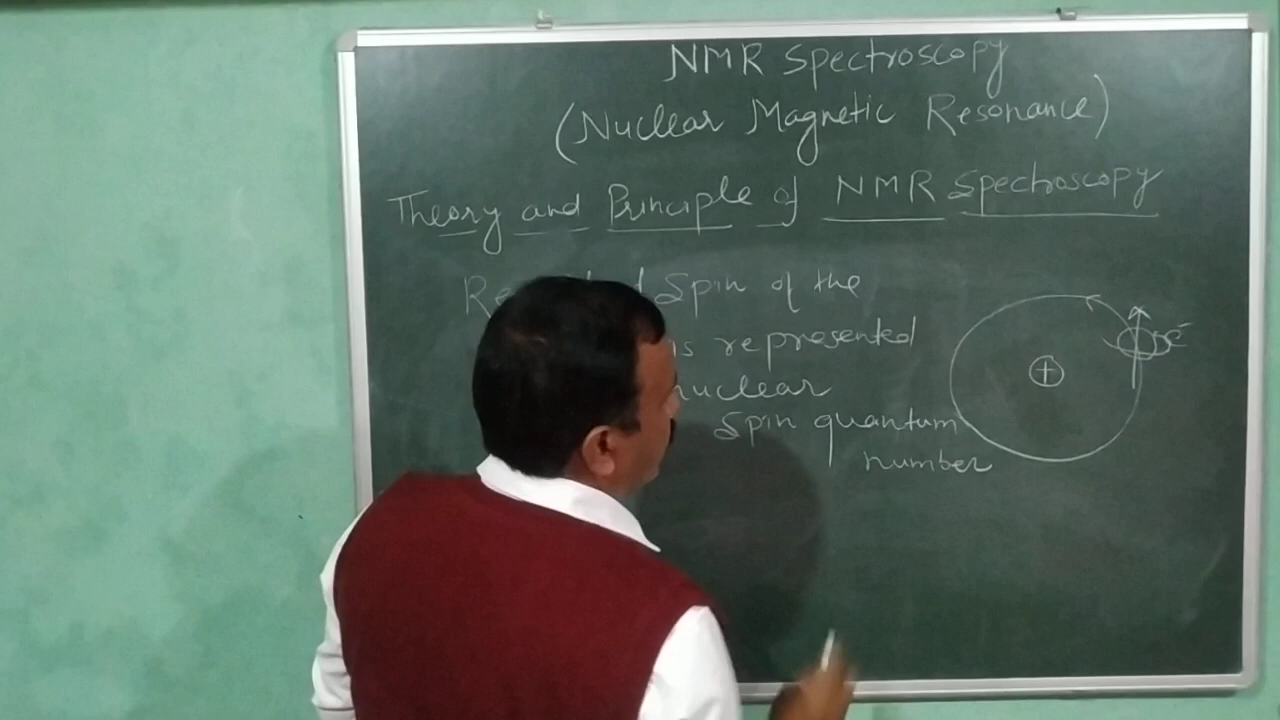 NMR Spectroscopy
(Nuclear Magnetic Resonance)
Theory and Principle of NMR Spectroscopy
Spin of the
is represented
nuclear
Spin quantum
number
+
e-